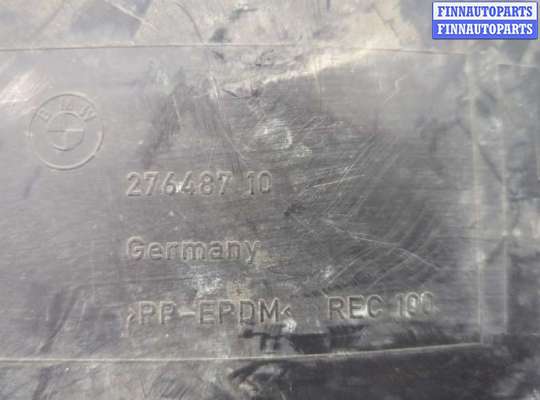 FINNAUTOPARTS
FINNAUTOPARTS
BMW
276487 10
Germany
>PP-EPDM< REC 100